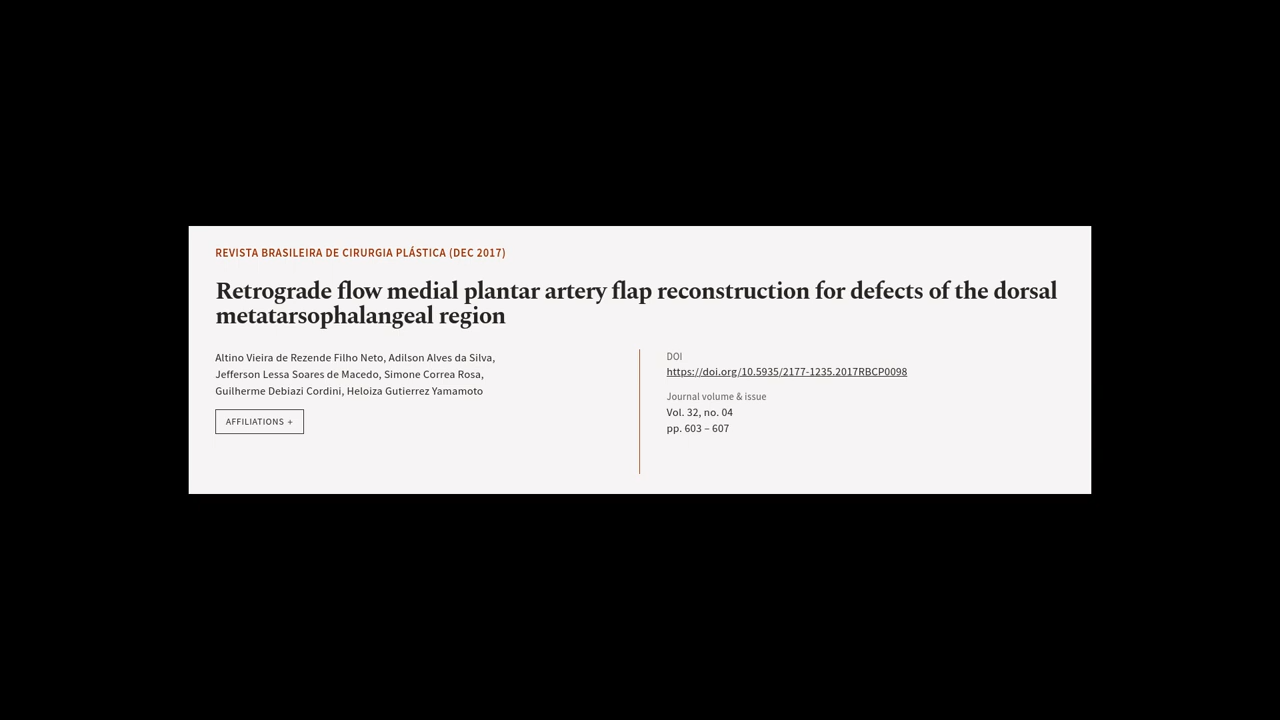 REVISTA BRASILEIRA DE CIRURGIA PLÁSTICA (DEC 2017)
Retrograde flow medial plantar artery flap reconstruction for defects of the dorsal
metatarsophalangeal region
Altino Vieira de Rezende Filho Neto, Adilson Alves da Silva,
Jefferson Lessa Soares de Macedo, Simone Correa Rosa,
Guilherme Debiazi Cordini, Heloiza Gutierrez Yamamoto
AFFILIATIONS +
DOI
https://doi.org/10.5935/2177-1235.2017RBCP0098
Journal volume & issue
Vol. 32, no. 04
pp. 603 – 607